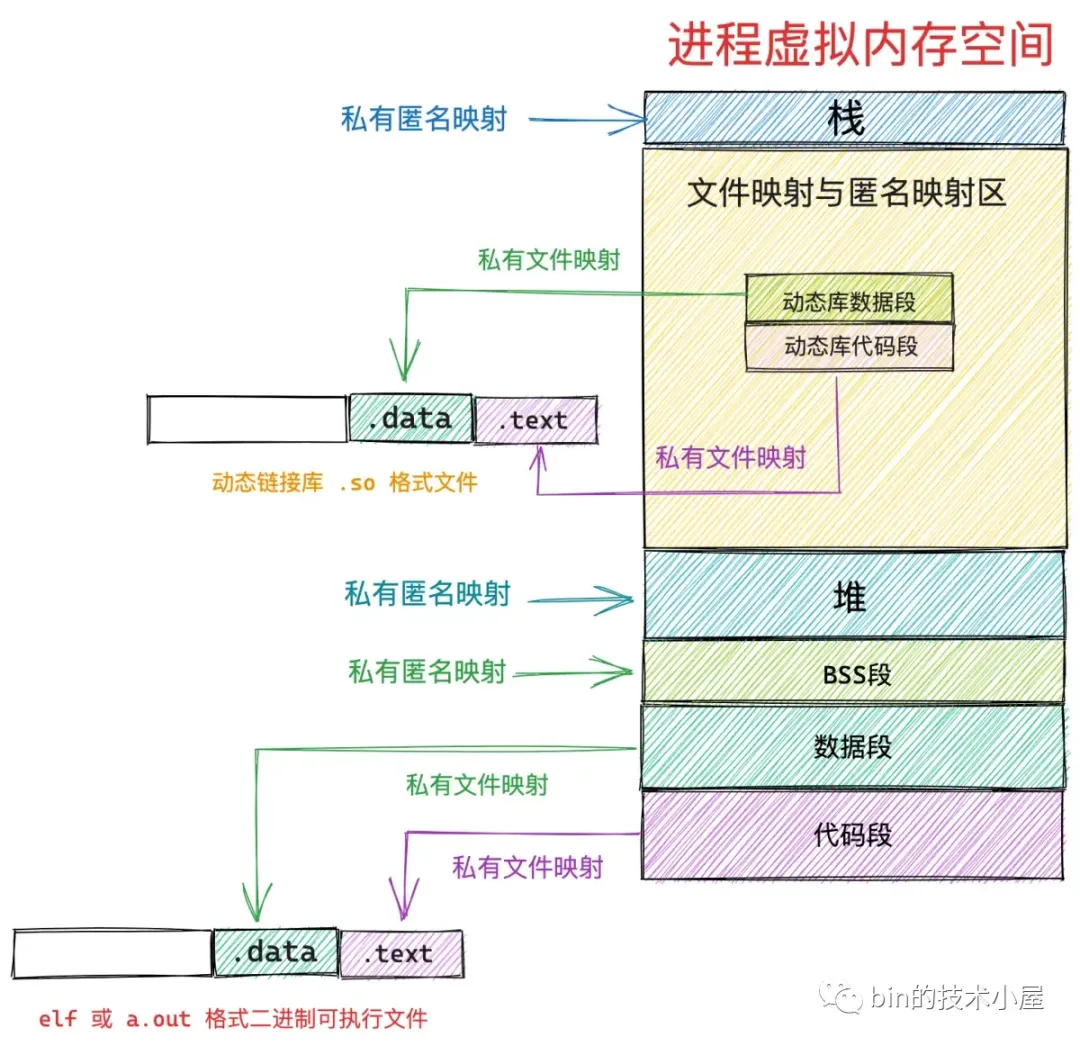 进程虚拟内存空间
私有匿名映射
栈
文件映射与匿名映射区
私有文件映射
动态库数据段
动态库代码段
.data
.text
私有文件映射
动态链接库 .so 格式文件
私有匿名映射
堆
私有匿名映射
BSS段
数据段
私有文件映射
代码段
私有文件映射
.data
.text
bin的技术小屋
elf 或 a.out 格式二进制可执行文件